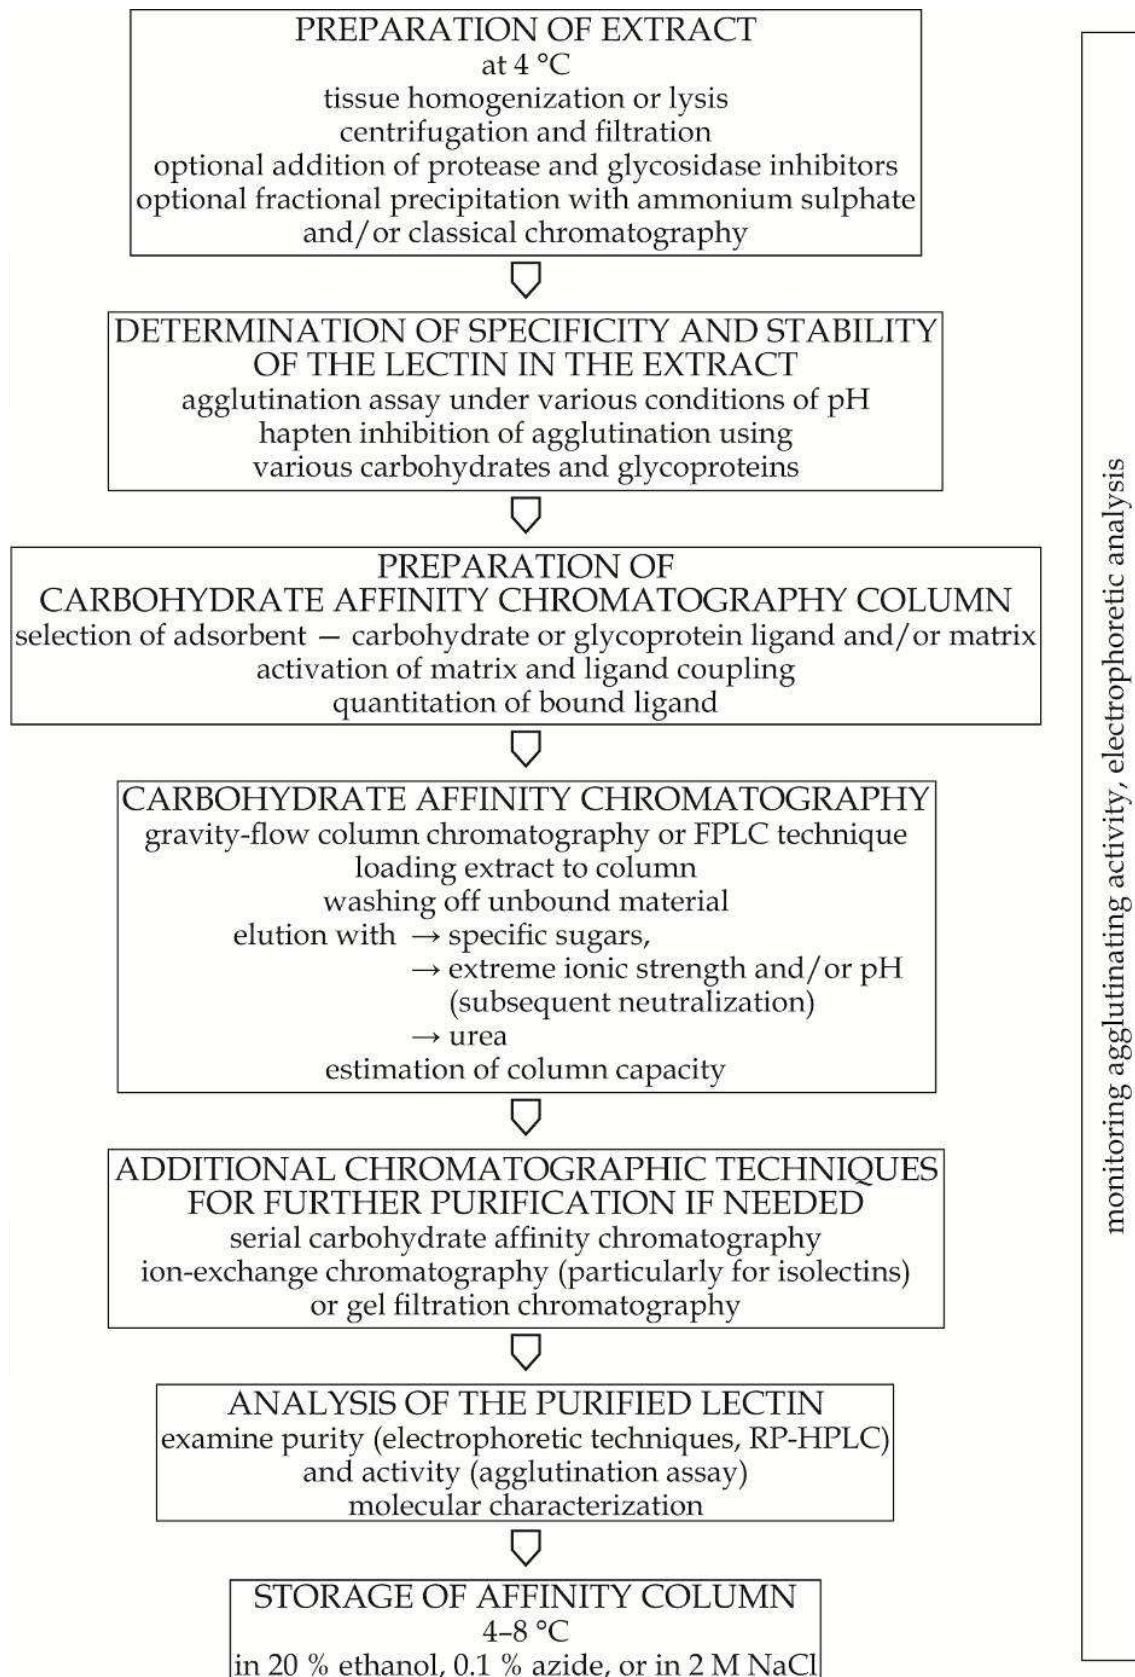 PREPARATION OF EXTRACT
at 4 °C
tissue homogenization or lysis
centrifugation and filtration
optional addition of protease and glycosidase inhibitors
optional fractional precipitation with ammonium sulphate
and/or classical chromatography
DETERMINATION OF SPECIFICITY AND STABILITY
OF THE LECTIN IN THE EXTRACT
agglutination assay under various conditions of pH
hapten inhibition of agglutination using
various carbohydrates and glycoproteins
PREPARATION OF
CARBOHYDRATE AFFINITY CHROMATOGRAPHY COLUMN
selection of adsorbent — carbohydrate or glycoprotein ligand and/or matrix
activation of matrix and ligand coupling
quantitation of bound ligand
CARBOHYDRATE AFFINITY CHROMATOGRAPHY
gravity-flow column chromatography or FPLC technique
loading extract to column
washing off unbound material
elution with → specific sugars,
→ extreme ionic strength and/or pH
(subsequent neutralization)
→ urea
estimation of column capacity
ADDITIONAL CHROMATOGRAPHIC TECHNIQUES
FOR FURTHER PURIFICATION IF NEEDED
serial carbohydrate affinity chromatography
ion-exchange chromatography (particularly for isolectins)
or gel filtration chromatography
ANALYSIS OF THE PURIFIED LECTIN
examine purity (electrophoretic techniques, RP-HPLC)
and activity (agglutination assay)
molecular characterization
STORAGE OF AFFINITY COLUMN
4–8 °C
in 20 % ethanol, 0.1 % azide, or in 2 M NaCl
monitoring agglutinating activity, electrophoretic analysis